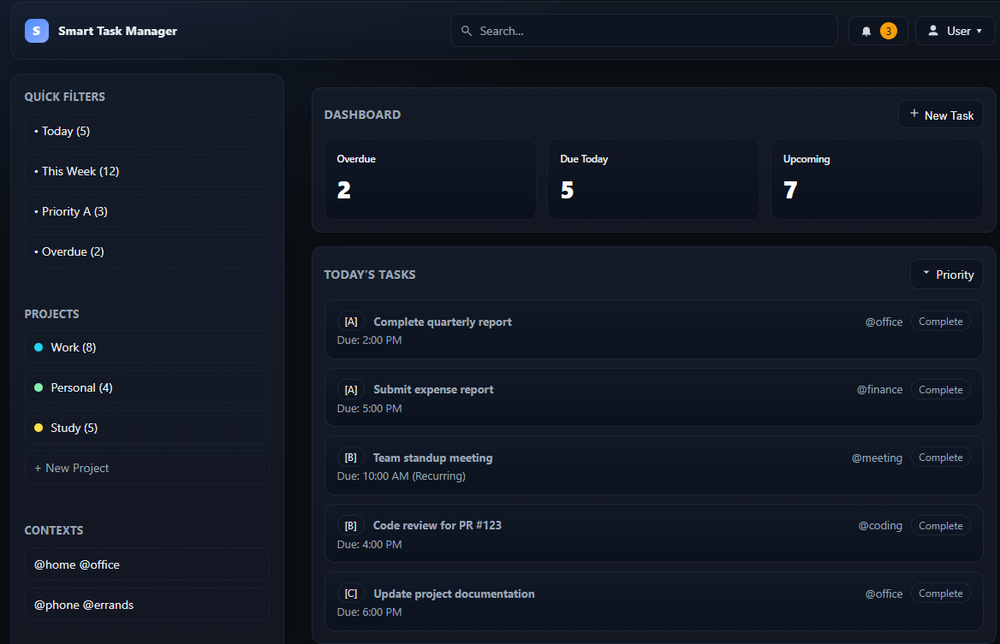 S Smart Task Manager
Search...
3
User ▾
QUİCK FİLTERS
• Today (5)
• This Week (12)
• Priority A (3)
• Overdue (2)
PROJECTS
Work (8)
Personal (4)
Study (5)
+ New Project
CONTEXTS
@home @office
@phone @errands
DASHBOARD
+ New Task
Overdue
2
Due Today
5
Upcoming
7
TODAY’S TASKS
Priority
[A] Complete quarterly report @office Complete
Due: 2:00 PM
[A] Submit expense report @finance Complete
Due: 5:00 PM
[B] Team standup meeting @meeting Complete
Due: 10:00 AM (Recurring)
[B] Code review for PR #123 @coding Complete
Due: 4:00 PM
[C] Update project documentation @office Complete
Due: 6:00 PM